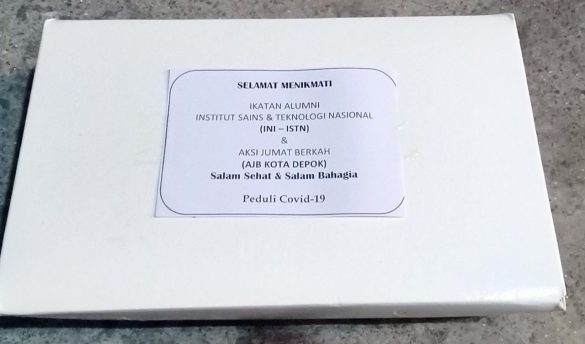 SELAMAT MENIKMATI
IKATAN ALUMNI
INSTITUT SAINS & TEKNOLOGI NASIONAL
(INI – ISTN)
&
AKSI JUMAT BERKAH
(AJB KOTA DEPOK)
Salam Sehat & Salam Bahagia
Peduli Covid-19